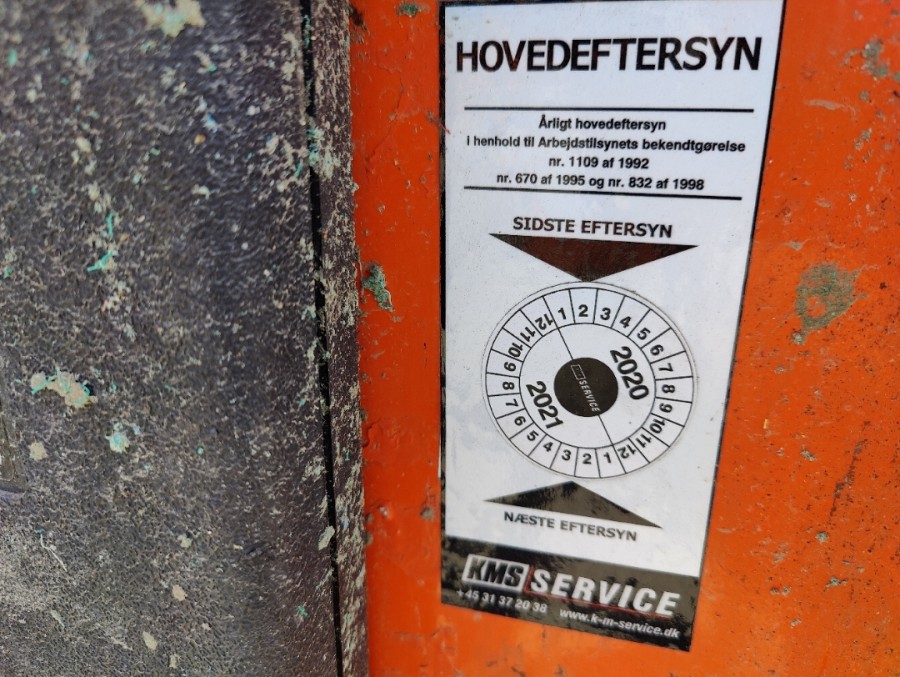 HOVEDEFTERSYN
Årligt hovedeftersyn
i henhold til Arbejdstilsynets bekendtgørelse
nr. 1109 af 1992
nr. 670 af 1995 og nr. 832 af 1998
SIDSTE EFTERSYN
1 2 3 4 5 6 7 8 9 10 11 12
2020
SERVICE
2021
1 2 3 4 5 6 7 8 9 10 11 12
NÆSTE EFTERSYN
KMS SERVICE
+45 31 37 20 38 www.k-m-service.dk